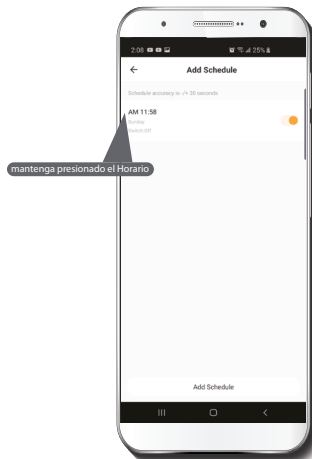 2:08 25%
Add Schedule
Schedule accuracy is -/+ 30 seconds
AM 11:58
Sunday
Switch:Off
mantenga presionado el Horario
Add Schedule